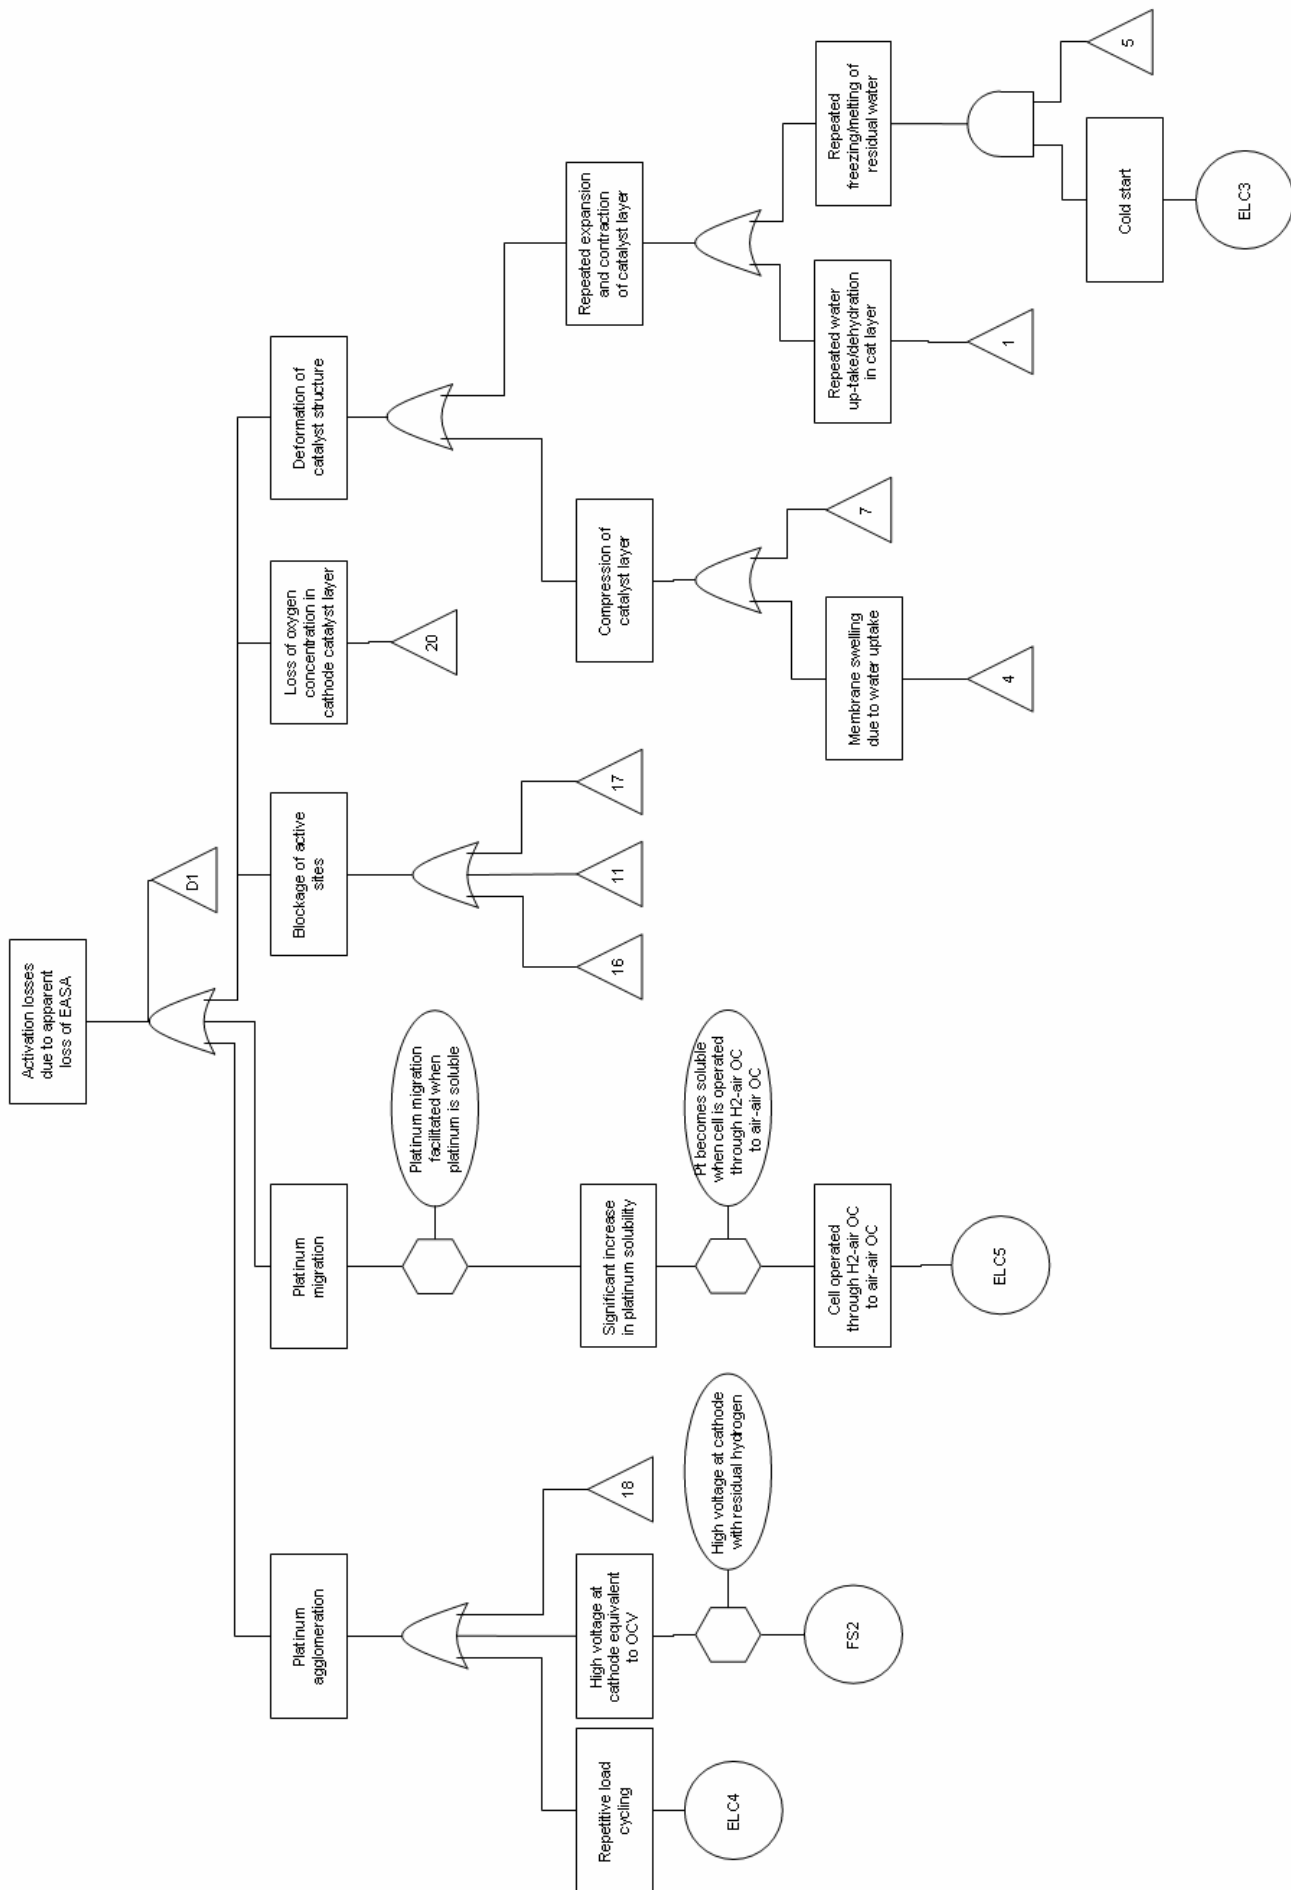 Activation losses
due to apparent
loss of EASA
D1
Platinum
agglomeration
Platinum
migration
Blockage of active
sites
Loss of oxygen
concentration in
cathode catalyst layer
Deformation of
catalyst structure
Platinum migration
facilitated when
platinum is soluble
20
Repetitive load
cycling
High voltage at
cathode equivalent
to OCV
18
Significant increase
in platinum solubility
16
11
17
Compression of
catalyst layer
Repeated expansion
and contraction
of catalyst layer
ELC4
High voltage at cathode
with residual hydrogen
Pt becomes soluble
when cell is operated
through H2-air OC
to air-air OC
FS2
Cell operated
through H2-air OC
to air-air OC
Membrane swelling
due to water uptake
7
Repeated water
up-take/dehydration
in cat layer
Repeated
freezing/melting of
residual water
ELC5
4
1
Cold start
5
ELC3